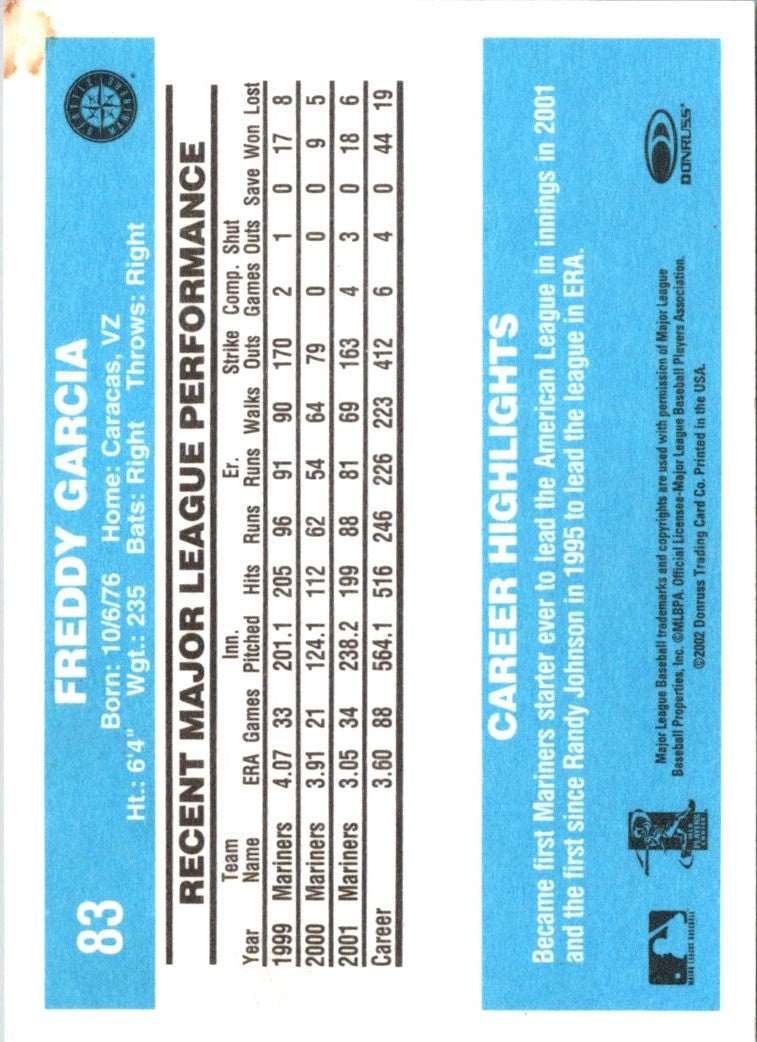 83
FREDDY GARCIA
Born: 10/6/76 Home: Caracas, VZ
Ht.: 6'4" Wgt.: 235 Bats: Right Throws: Right
SEATTLE MARINERS
RECENT MAJOR LEAGUE PERFORMANCE
Team Inn. Er. Strike Comp. Shut
Year Name ERA Games Pitched Hits Runs Runs Walks Outs Games Outs Save Won Lost
1999 Mariners 4.07 33 201.1 205 96 91 90 170 2 1 0 17 8
2000 Mariners 3.91 21 124.1 112 62 54 64 79 0 0 0 9 5
2001 Mariners 3.05 34 238.2 199 88 81 69 163 4 3 0 18 6
Career 3.60 88 564.1 516 246 226 223 412 6 4 0 44 19
CAREER HIGHLIGHTS
Became first Mariners starter ever to lead the American League in innings in 2001
and the first since Randy Johnson in 1995 to lead the league in ERA.
MAJOR LEAGUE BASEBALL
PLAYERS
CHOICE
Major League Baseball trademarks and copyrights are used with permission of Major League
Baseball Properties, Inc. ©MLBPA. Official Licensee-Major League Baseball Players Association.
©2002 Donruss Trading Card Co. Printed in the USA.
DONRUSS